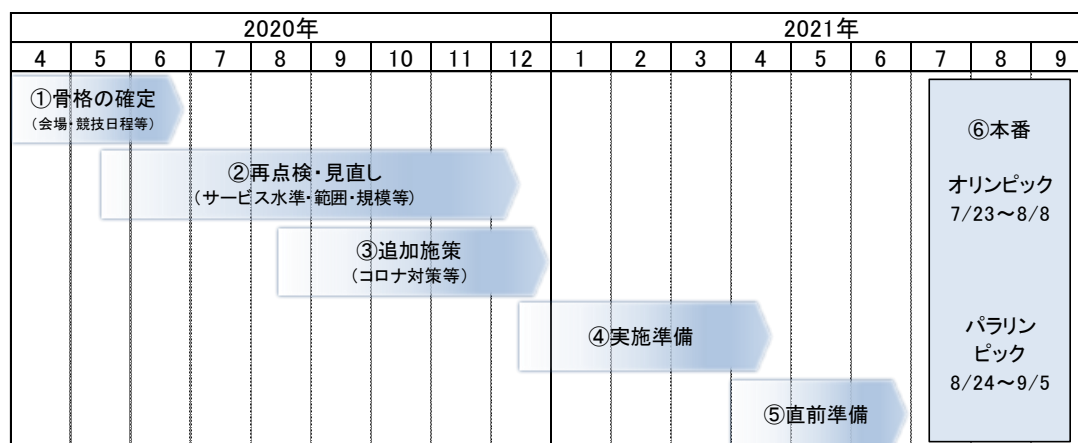 2020年 2021年
4 5 6 7 8 9 10 11 12 1 2 3 4 5 6 7 8 9
①骨格の確定
（会場・競技日程等）
②再点検・見直し
（サービス水準・範囲・規模等）
③追加施策
（コロナ対策等）
④実施準備
⑤直前準備
⑥本番
オリンピック
7/23～8/8
パラリン
ピック
8/24～9/5